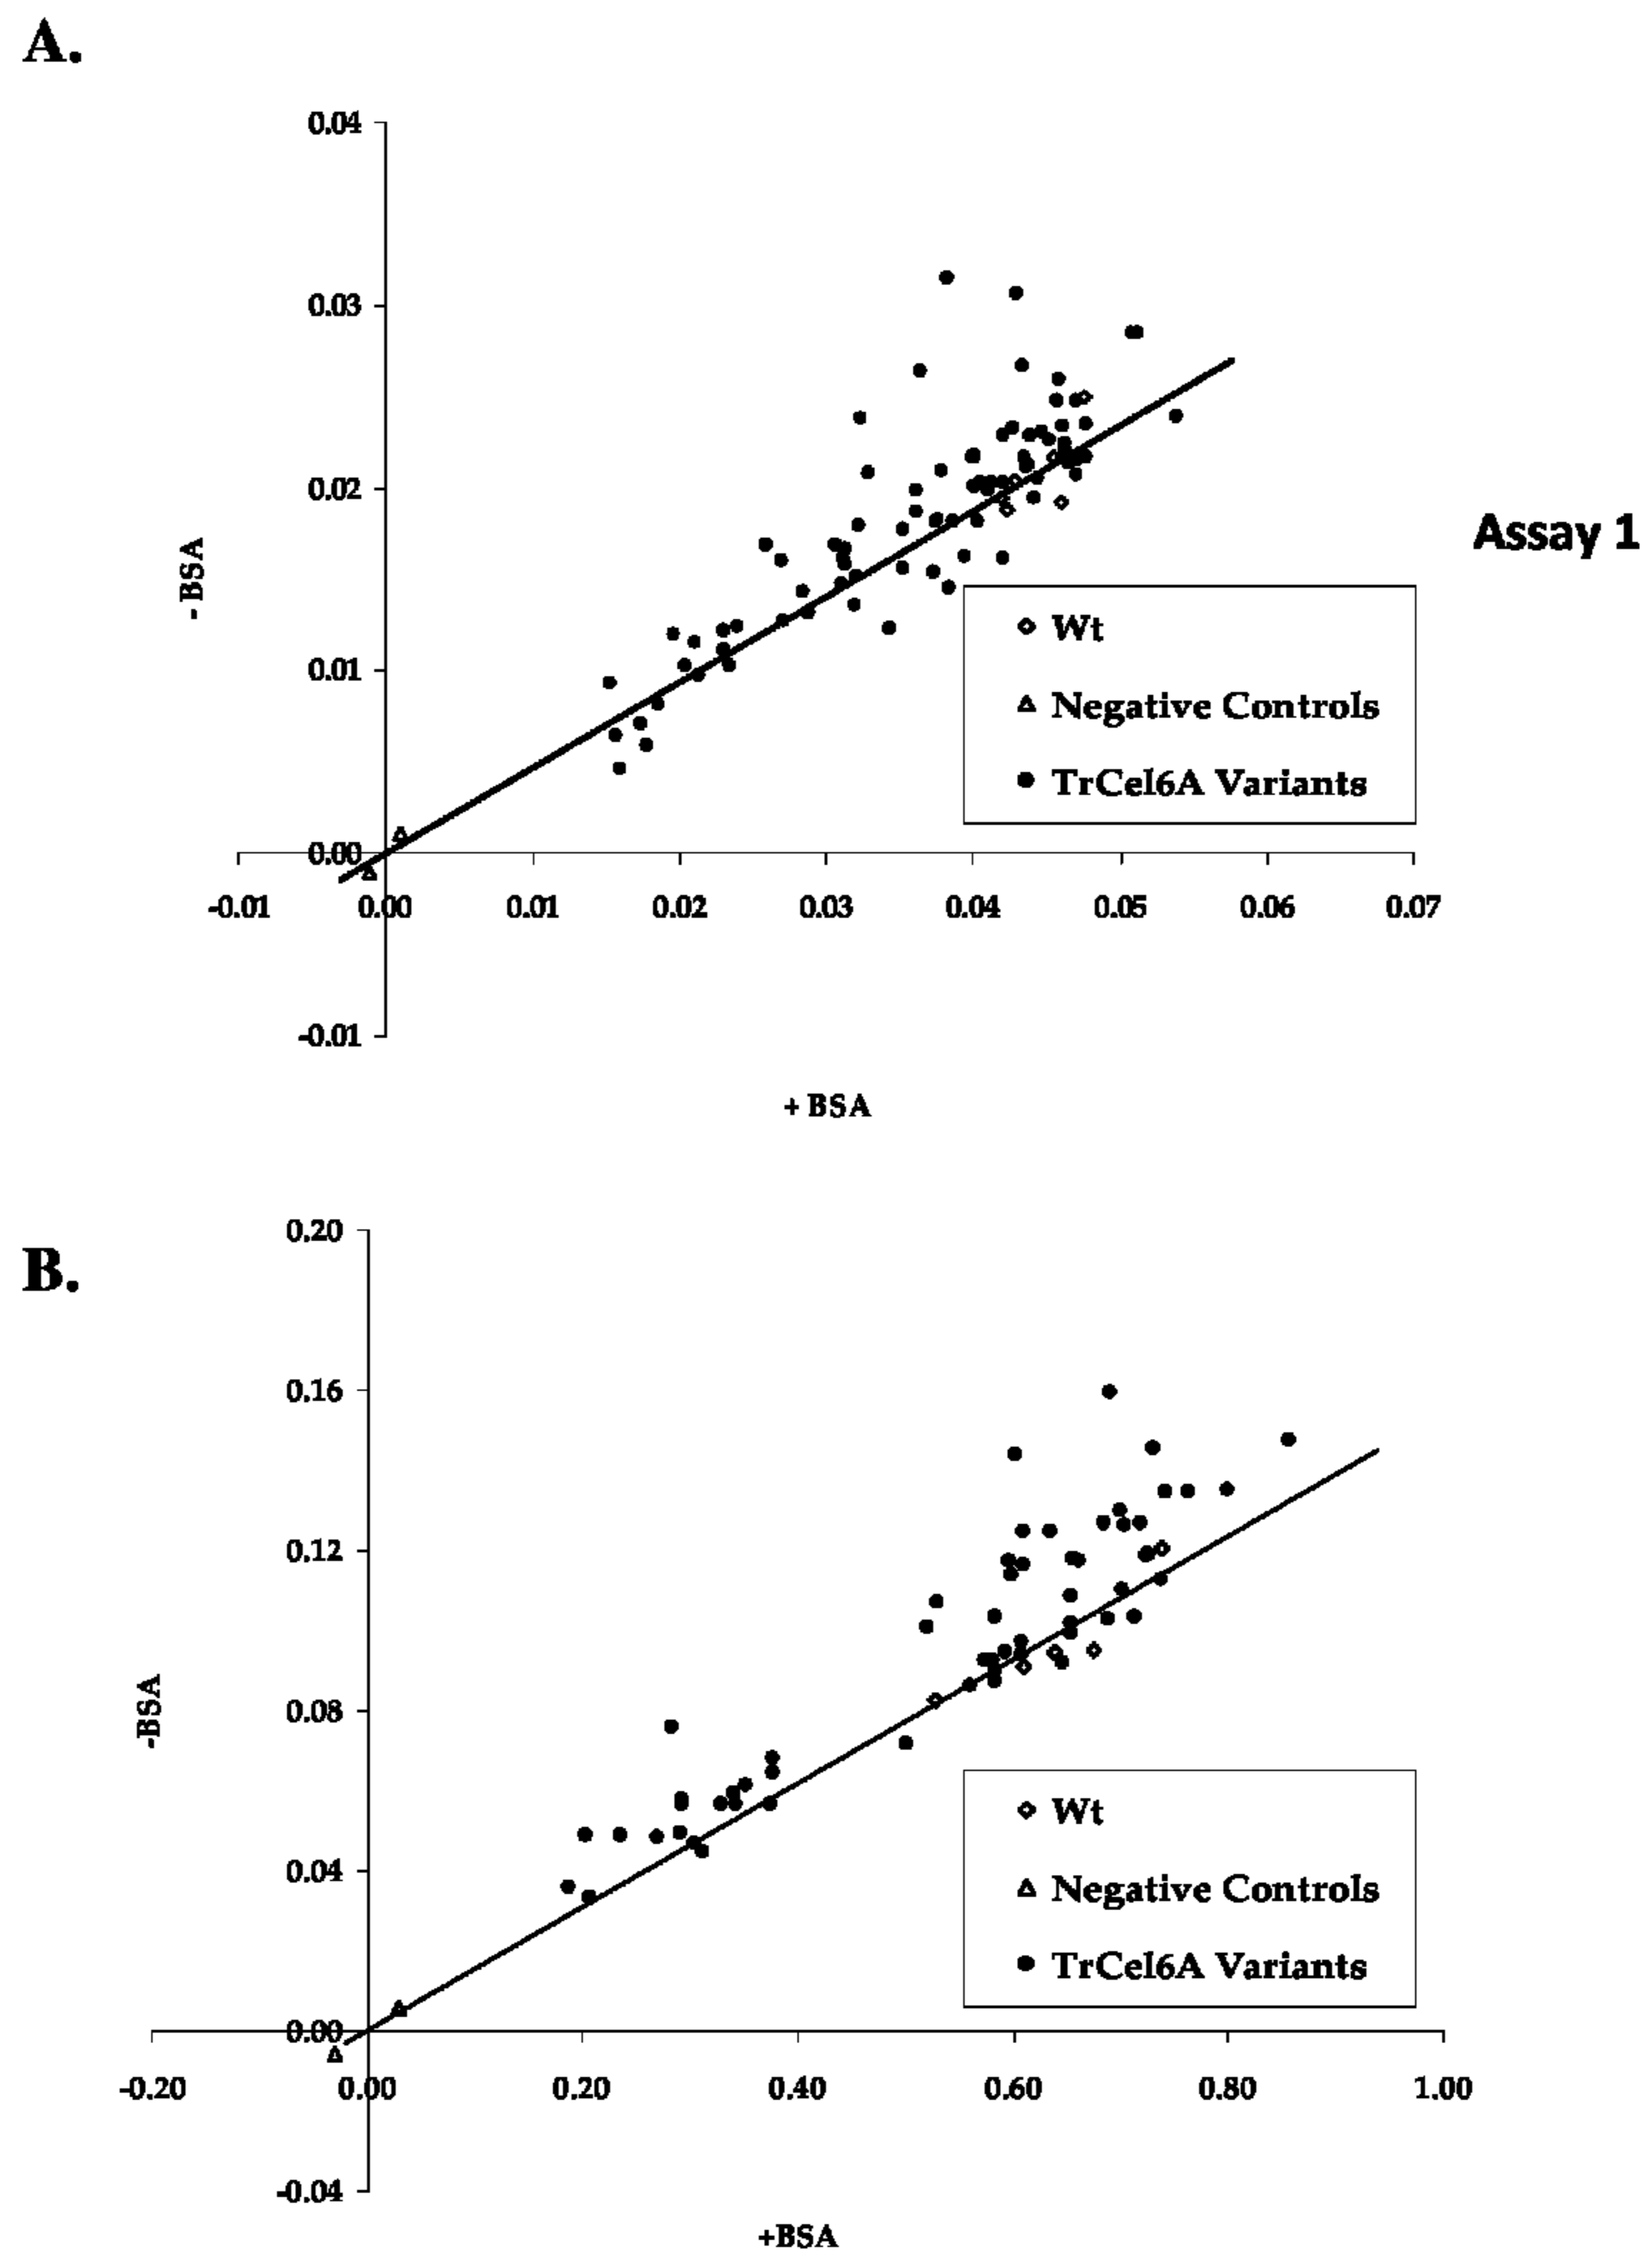 A.
0.04
0.03
0.02
0.01
0.00
-0.01
- BSA
-0.01 0.00 0.01 0.02 0.03 0.04 0.05 0.06 0.07
+ BSA
Assay 1
Wt
Negative Controls
TrCel6A Variants
B.
0.20
0.16
0.12
0.08
0.04
0.00
-0.04
-BSA
-0.20 0.00 0.20 0.40 0.60 0.80 1.00
+BSA
Wt
Negative Controls
TrCel6A Variants